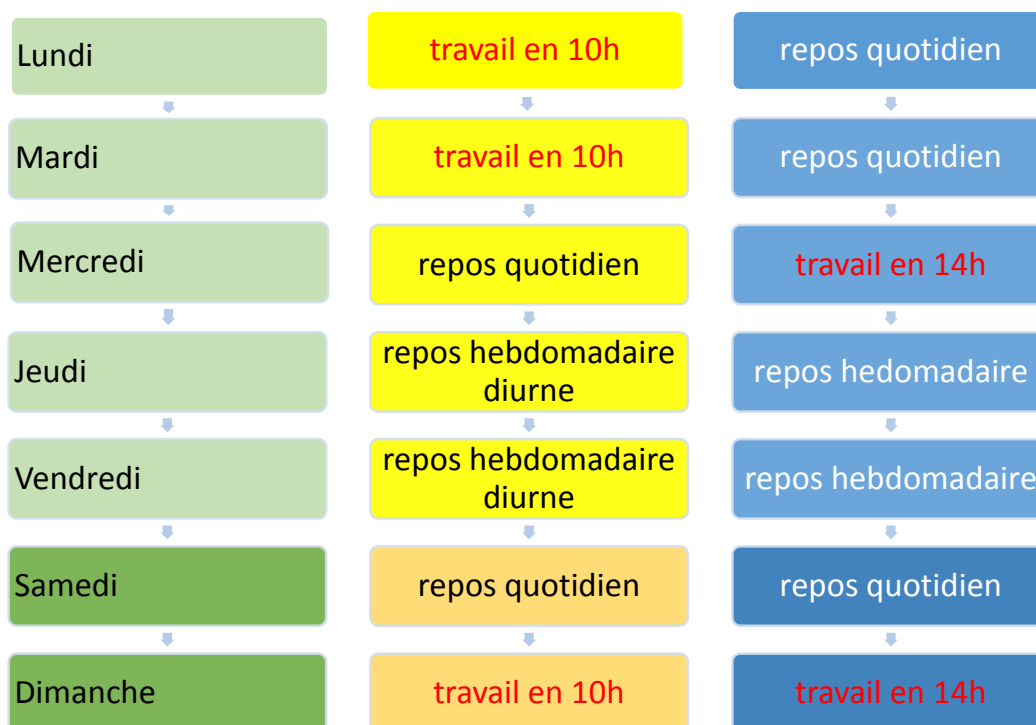 Lundi
travail en 10h
repos quotidien
Mardi
travail en 10h
repos quotidien
Mercredi
repos quotidien
travail en 14h
Jeudi
repos hebdomadaire
diurne
repos hedomadaire
Vendredi
repos hebdomadaire
diurne
repos hebdomadaire
Samedi
repos quotidien
repos quotidien
Dimanche
travail en 10h
travail en 14h